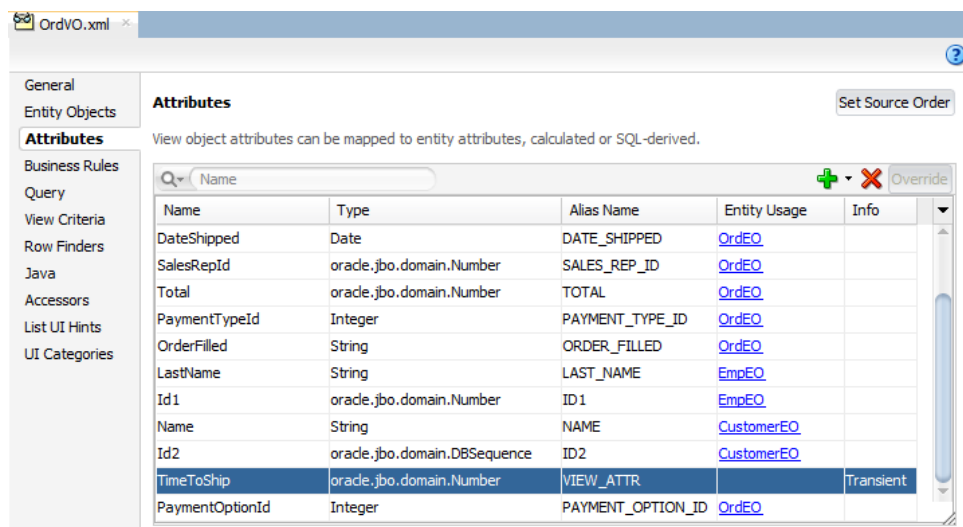 OrdVO.xml
General
Entity Objects
Attributes
Business Rules
Query
View Criteria
Row Finders
Java
Accessors
List UI Hints
UI Categories
Attributes
Set Source Order
View object attributes can be mapped to entity attributes, calculated or SQL-derived.
Name
Override
Name Type Alias Name Entity Usage Info
DateShipped Date DATE_SHIPPED OrdEO
SalesRepId oracle.jbo.domain.Number SALES_REP_ID OrdEO
Total oracle.jbo.domain.Number TOTAL OrdEO
PaymentTypeId Integer PAYMENT_TYPE_ID OrdEO
OrderFilled String ORDER_FILLED OrdEO
LastName String LAST_NAME EmpEO
Id1 oracle.jbo.domain.Number ID1 EmpEO
Name String NAME CustomerEO
Id2 oracle.jbo.domain.DBSequence ID2 CustomerEO
TimeToShip oracle.jbo.domain.Number VIEW_ATTR Transient
PaymentOptionId Integer PAYMENT_OPTION_ID OrdEO